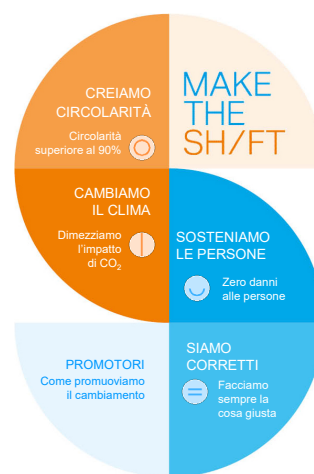 CREIAMO
CIRCOLARITÀ
Circolarità
superiore al 90%
MAKE
THE
SH/FT
CAMBIAMO
IL CLIMA
Dimezziamo
l'impatto
di CO₂
SOSTENIAMO
LE PERSONE
Zero danni
alle persone
PROMOTORI
Come promuoviamo
il cambiamento
SIAMO
CORRETTI
Facciamo
sempre la
cosa giusta